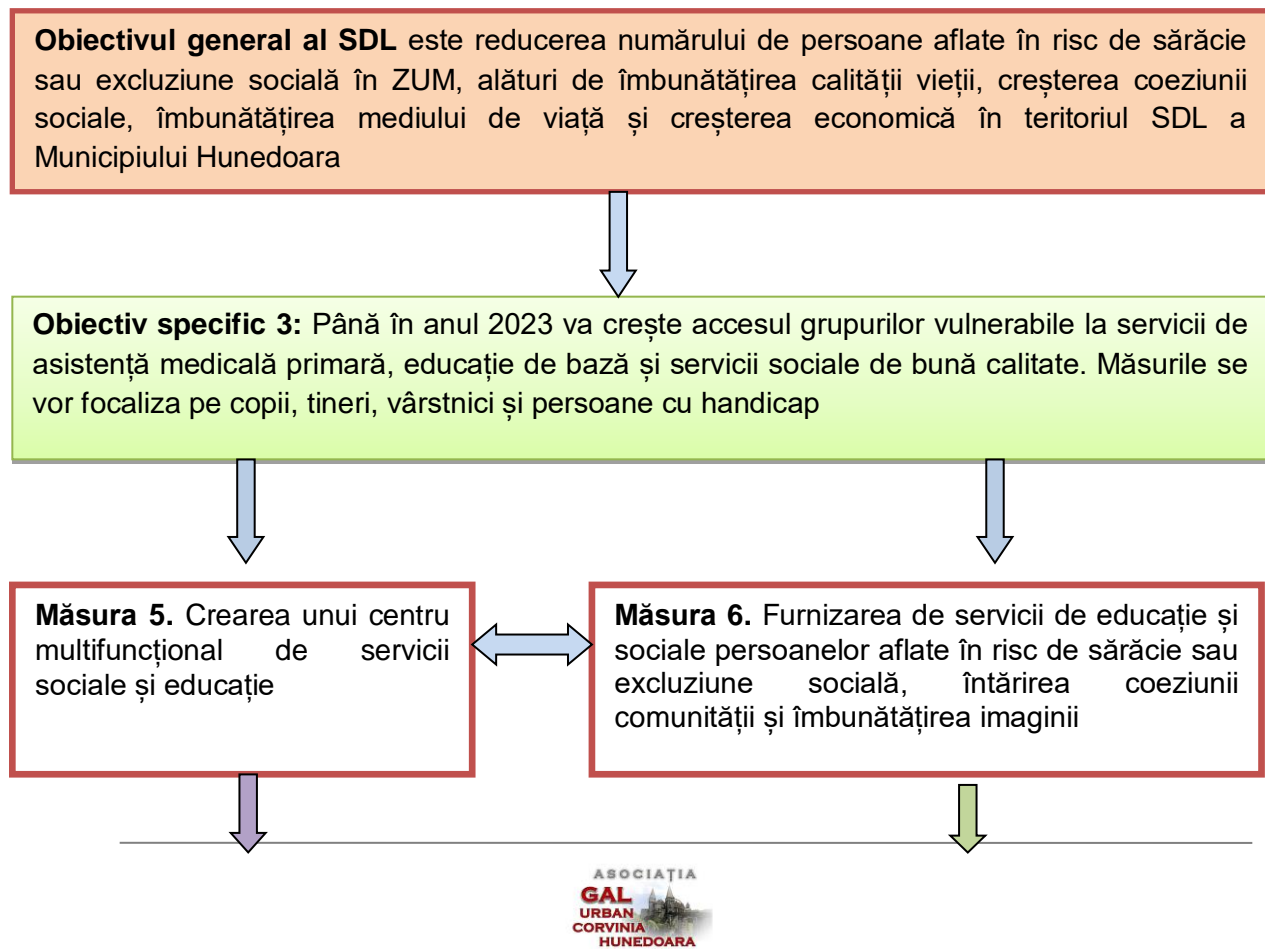 Obiectivul general al SDL este reducerea numărului de persoane aflate în risc de sărăcie
sau excluziune socială în ZUM, alături de îmbunătățirea calității vieții, creșterea coeziunii
sociale, îmbunătățirea mediului de viață și creșterea economică în teritoriul SDL a
Municipiului Hunedoara
Obiectiv specific 3: Până în anul 2023 va crește accesul grupurilor vulnerabile la servicii de
asistență medicală primară, educație de bază și servicii sociale de bună calitate. Măsurile se
vor focaliza pe copii, tineri, vârstnici și persoane cu handicap
Măsura 5. Crearea unui centru
multifuncțional de servicii
sociale și educație
Măsura 6. Furnizarea de servicii de educație și
sociale persoanelor aflate în risc de sărăcie sau
excluziune socială, întărirea coeziunii
comunității și îmbunătățirea imaginii
ASOCIAȚIA
GAL
URBAN
CORVINIA
HUNEDOARA